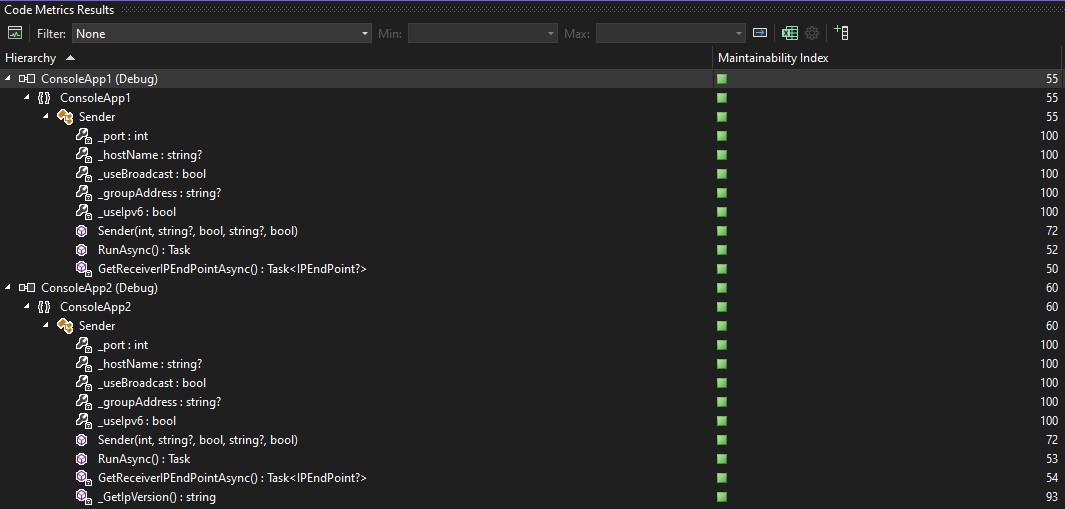 Code Metrics Results
Filter: None Min: Max:
Hierarchy Maintainability Index
ConsoleApp1 (Debug) 55
ConsoleApp1 55
Sender 55
_port : int 100
_hostName : string? 100
_useBroadcast : bool 100
_groupAddress : string? 100
_useIpv6 : bool 100
Sender(int, string?, bool, string?, bool) 72
RunAsync() : Task 52
GetReceiverIPEndPointAsync() : Task<IPEndPoint?> 50
ConsoleApp2 (Debug) 60
ConsoleApp2 60
Sender 60
_port : int 100
_hostName : string? 100
_useBroadcast : bool 100
_groupAddress : string? 100
_useIpv6 : bool 100
Sender(int, string?, bool, string?, bool) 72
RunAsync() : Task 53
GetReceiverIPEndPointAsync() : Task<IPEndPoint?> 54
_GetIpVersion() : string 93